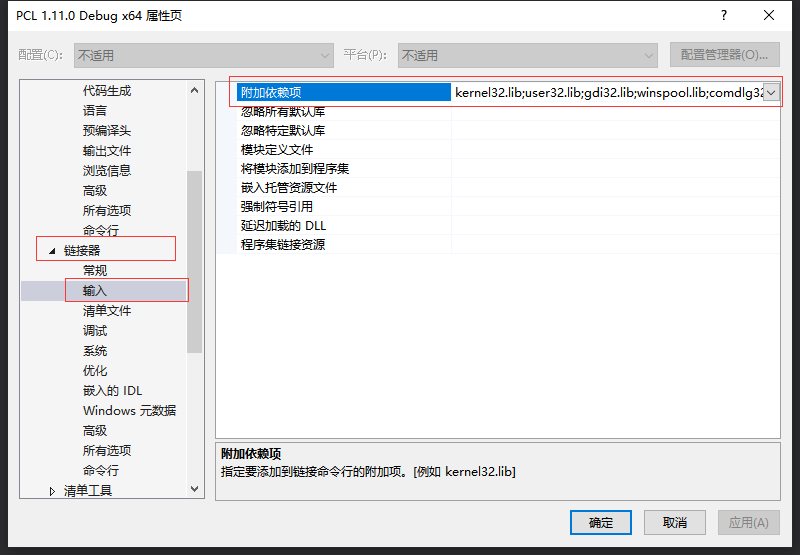 PCL 1.11.0 Debug x64 属性页
配置(C): 不适用 平台(P): 不适用 配置管理器(O)...
代码生成
语言
预编译头
输出文件
浏览信息
高级
所有选项
命令行
链接器
常规
输入
清单文件
调试
系统
优化
嵌入的 IDL
Windows 元数据
高级
所有选项
命令行
清单工具
附加依赖项 kernel32.lib;user32.lib;gdi32.lib;winspool.lib;comdlg32
忽略所有默认库
忽略特定默认库
模块定义文件
将模块添加到程序集
嵌入托管资源文件
强制符号引用
延迟加载的 DLL
程序集链接资源
附加依赖项
指定要添加到链接命令行的附加项。[例如 kernel32.lib]
确定 取消 应用(A)